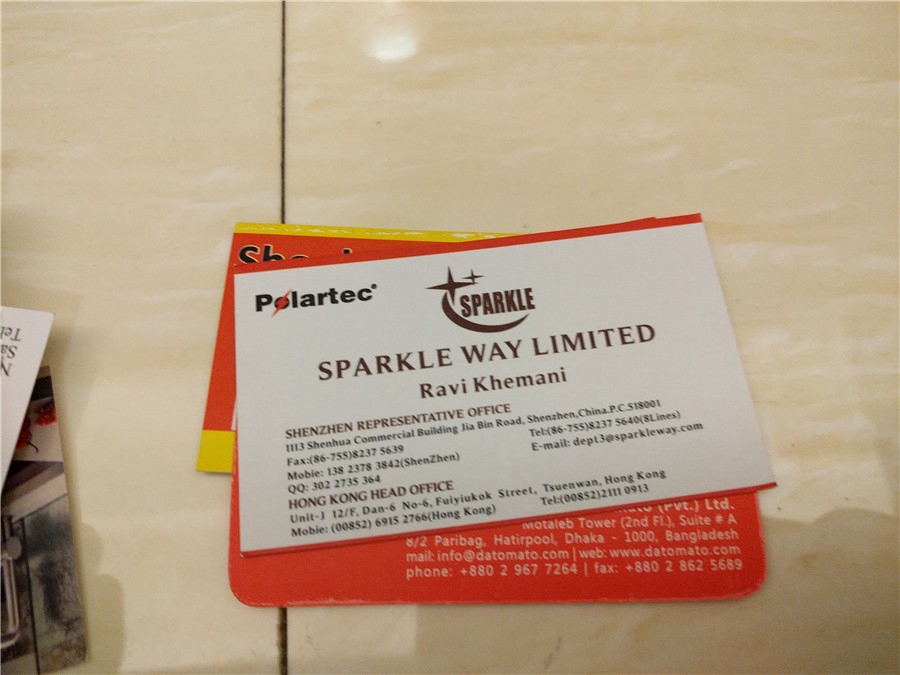 Polartec®
SPARKLE
SPARKLE WAY LIMITED
Ravi Khemani
SHENZHEN REPRESENTATIVE OFFICE
1113 Shenhua Commercial Building Jia Bin Road, Shenzhen,China.P.C.518001
Fax:(86-755)8237 5639
Tel:(86-755)8237 5640(8Lines)
Mobie: 138 2378 3842(ShenZhen)
E-mail: dept3@sparkleway.com
QQ: 302 2735 364
HONG KONG HEAD OFFICE
Unit-J 12/F, Dan-6 No-6, Fuiyiukok Street, Tsuenwan, Hong Kong
Mobie: (00852) 6915 2766(Hong Kong)
Tel:(00852)2111 0913
(Pvt.) Ltd.
Motaleb Tower (2nd Fl.), Suite # A
8/2 Paribag, Hatirpool, Dhaka - 1000, Bangladesh
mail: info@datomato.com | web: www.datomato.com
phone: +880 2 967 7264 | fax: +880 2 862 5689
Tel
Sa